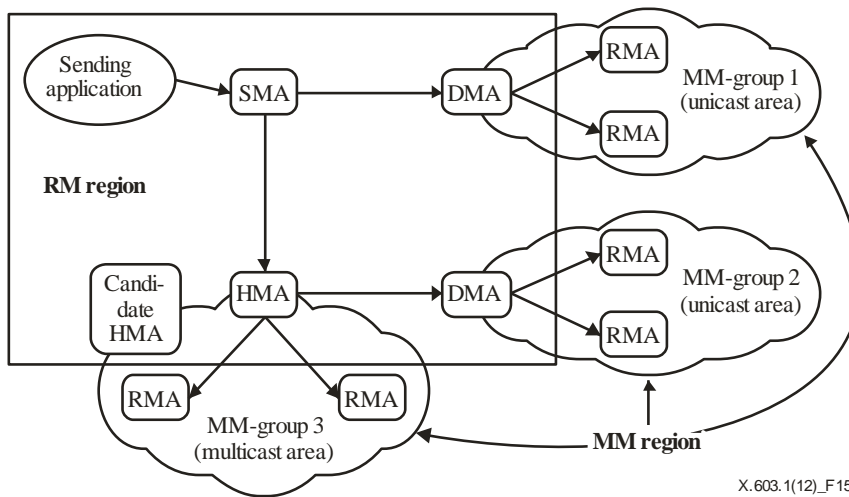 Sending
application
SMA
DMA
RMA
RMA
MM-group 1
(unicast area)
RM region
Candi-
date
HMA
HMA
DMA
RMA
RMA
MM-group 2
(unicast area)
RMA
RMA
MM-group 3
(multicast area)
MM region
X.603.1(12)_F15